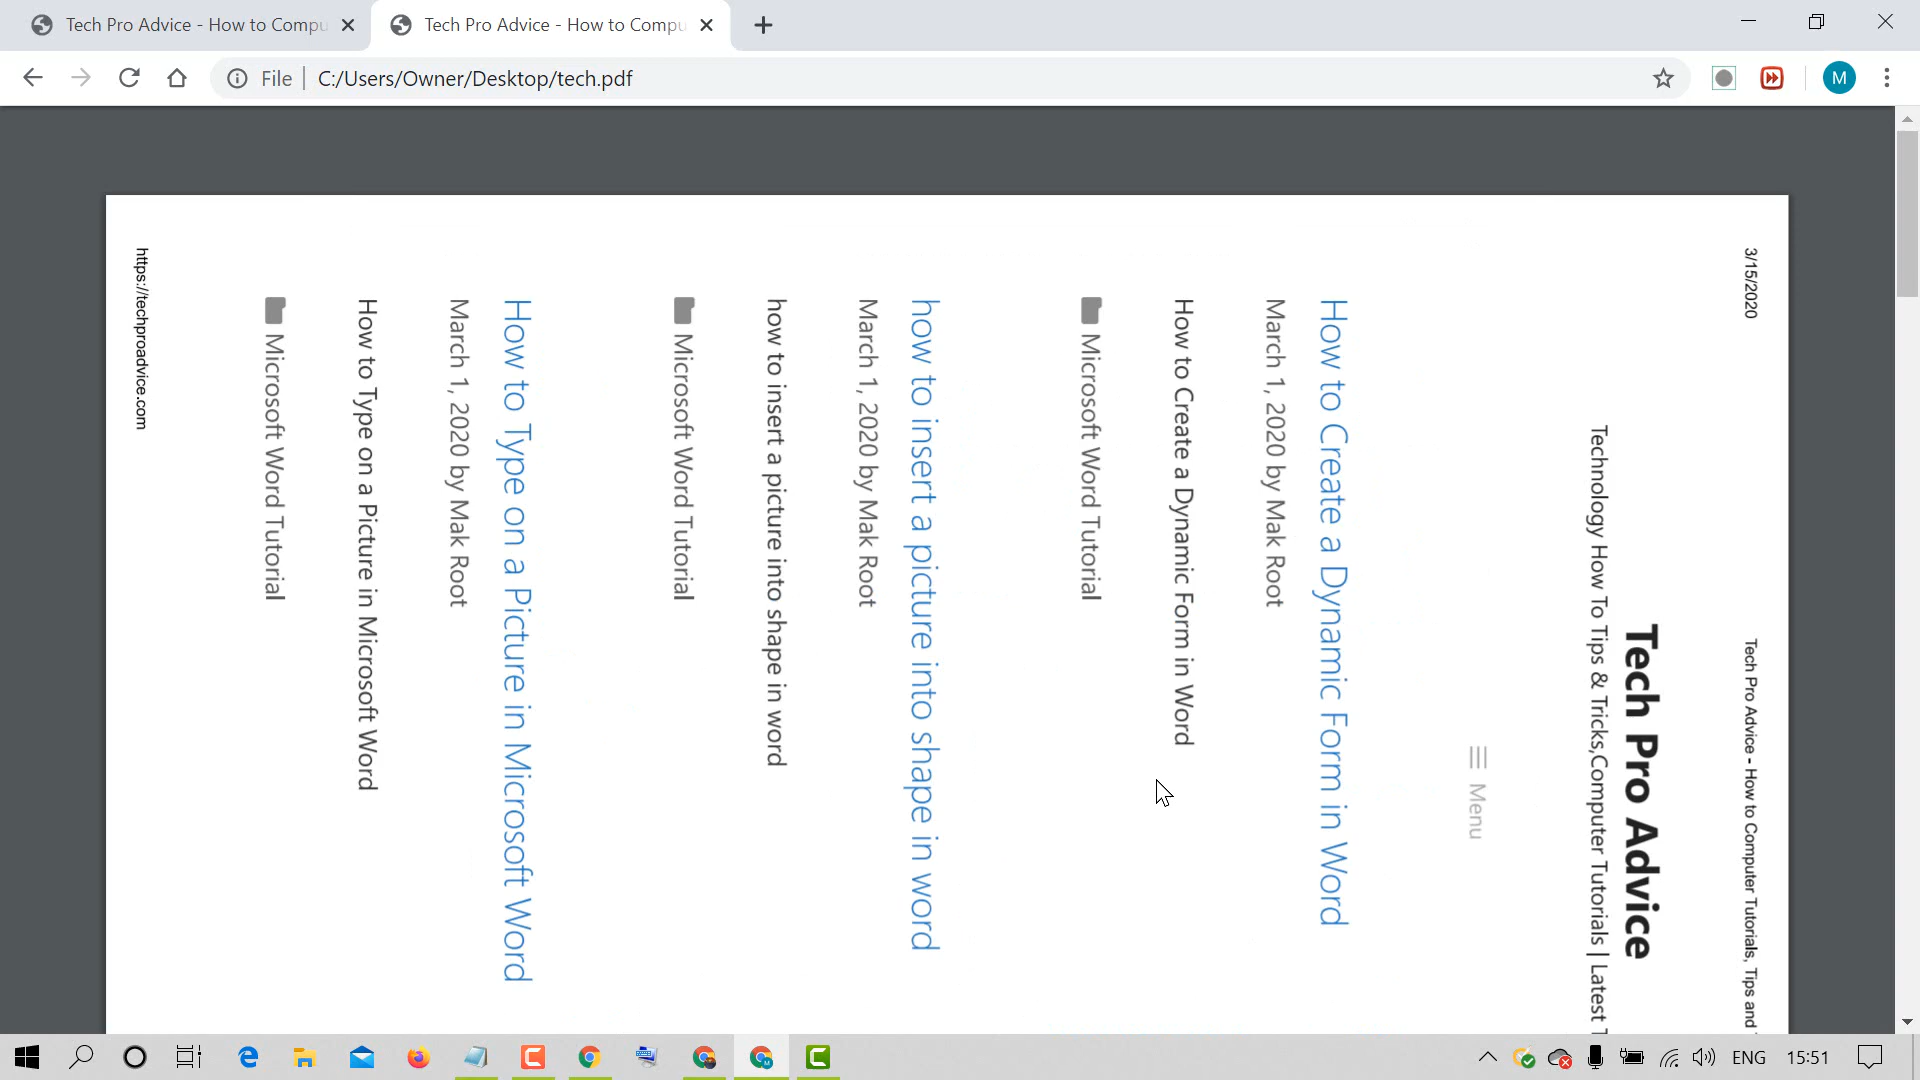 Tech Pro Advice - How to Compu
Tech Pro Advice - How to Compu
File
C:/Users/Owner/Desktop/tech.pdf
M
3/15/2020
Tech Pro Advice - How to Computer Tutorials, Tips and
Tech Pro Advice
Technology How To Tips & Tricks,Computer Tutorials | Latest T
Menu
How to Create a Dynamic Form in Word
March 1, 2020 by Mak Root
How to Create a Dynamic Form in Word
Microsoft Word Tutorial
how to insert a picture into shape in word
March 1, 2020 by Mak Root
how to insert a picture into shape in word
Microsoft Word Tutorial
How to Type on a Picture in Microsoft Word
March 1, 2020 by Mak Root
How to Type on a Picture in Microsoft Word
Microsoft Word Tutorial
https://techproadvice.com
ENG
15:51